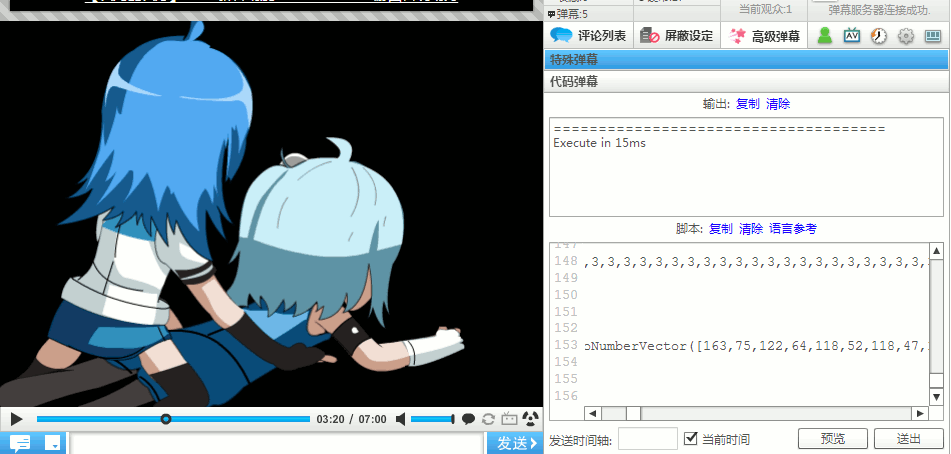 弹幕:5
当前观众:1
弹幕服务器连接成功.
评论列表
屏蔽设定
高级弹幕
AV
特殊弹幕
代码弹幕
输出: 复制 清除
=====================================
Execute in 15ms
脚本: 复制 清除 语言参考
147
148 ,3,3,3,3,3,3,3,3,3,3,3,3,3,3,3,3,3,3,3,3,3,
149
150
151
152
153 oNumberVector([163,75,122,64,118,52,118,47,
154
155
156
03:20 / 07:00
发送
发送时间轴:
当前时间
预览
送出